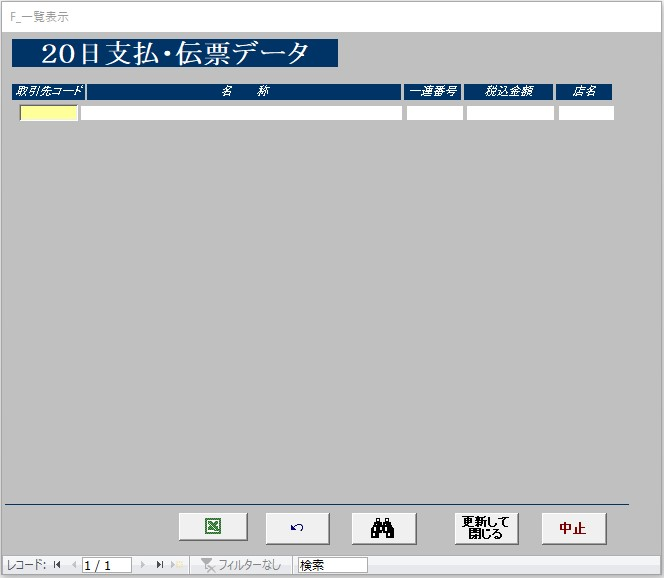 F_一覧表示
20日支払・伝票データ
取引先コード 名　称 一連番号 税込金額 店名
更新して
閉じる
中止
レコード: 1 / 1 フィルターなし 検索